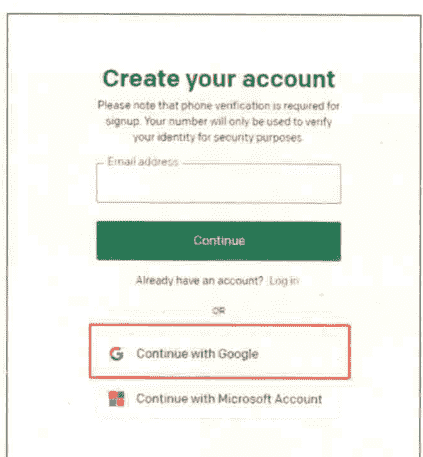 Create your account
Please note that phone verification is required for
signup. Your number will only be used to verify
your identity for security purposes.
Email address
Continue
Already have an account? Log in
OR
Continue with Google
Continue with Microsoft Account